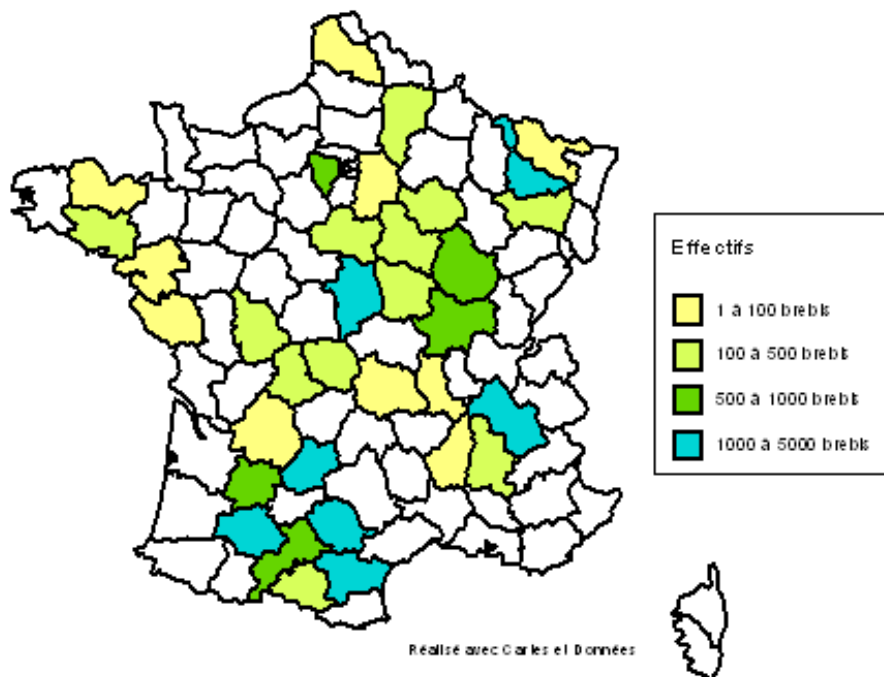 Effectifs
1 à 100 brebis
100 à 500 brebis
500 à 1000 brebis
1000 à 5000 brebis
Réalisé avec Cartes et Données